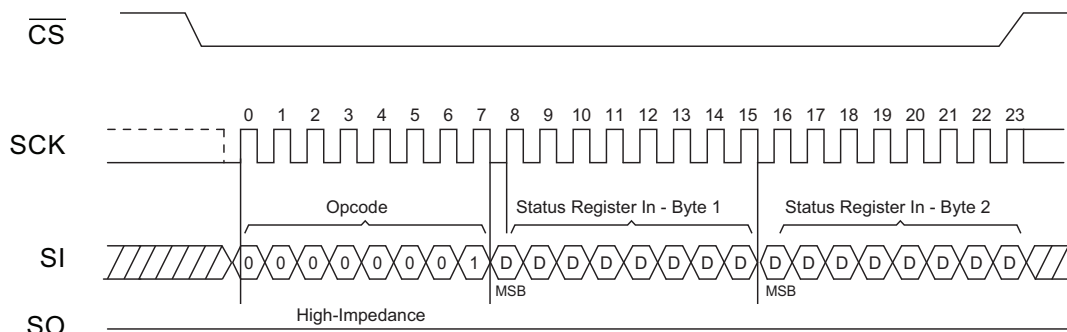 CS
0 1 2 3 4 5 6 7 8 9 10 11 12 13 14 15 16 17 18 19 20 21 22 23
SCK
Opcode Status Register In - Byte 1 Status Register In - Byte 2
SI 0 0 0 0 0 0 0 1 D D D D D D D D D D D D D D D D
MSB MSB
High-Impedance
SO